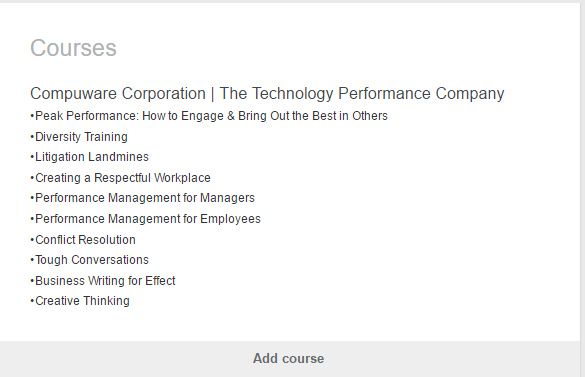 Courses
Compuware Corporation | The Technology Performance Company
•Peak Performance: How to Engage & Bring Out the Best in Others
•Diversity Training
•Litigation Landmines
•Creating a Respectful Workplace
•Performance Management for Managers
•Performance Management for Employees
•Conflict Resolution
•Tough Conversations
•Business Writing for Effect
•Creative Thinking
Add course